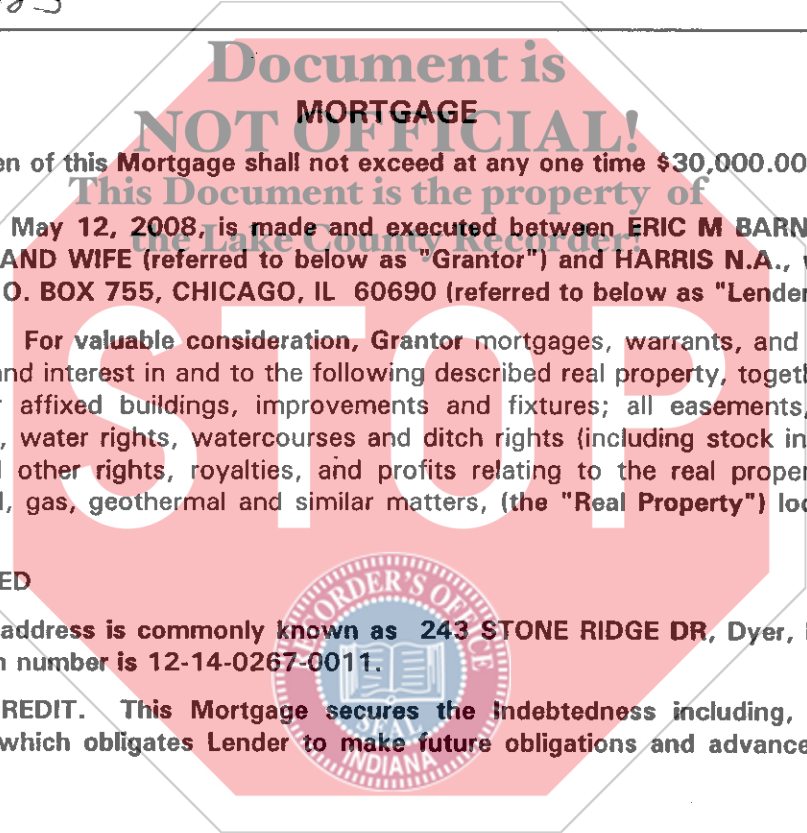 Document is
MORTGAGE
NOT OFFICIAL!
en of this Mortgage shall not exceed at any one time $30,000.00
This Document is the property of
May 12, 2008, is made and executed between ERIC M BARN
the Lake County Recorder!
AND WIFE (referred to below as "Grantor") and HARRIS N.A.,
O. BOX 755, CHICAGO, IL 60690 (referred to below as "Lender
For valuable consideration, Grantor mortgages, warrants, and
and interest in and to the following described real property, togeth
affixed buildings, improvements and fixtures; all easements,
, water rights, watercourses and ditch rights (including stock in
other rights, royalties, and profits relating to the real proper
, gas, geothermal and similar matters, (the "Real Property") loc
STOP
ED
address is commonly known as 243 STONE RIDGE DR, Dyer,
n number is 12-14-0267-0011.
REDIT. This Mortgage secures the Indebtedness including,
which obligates Lender to make future obligations and advance
RECORDER'S OFFICE
SEAL
INDIANA